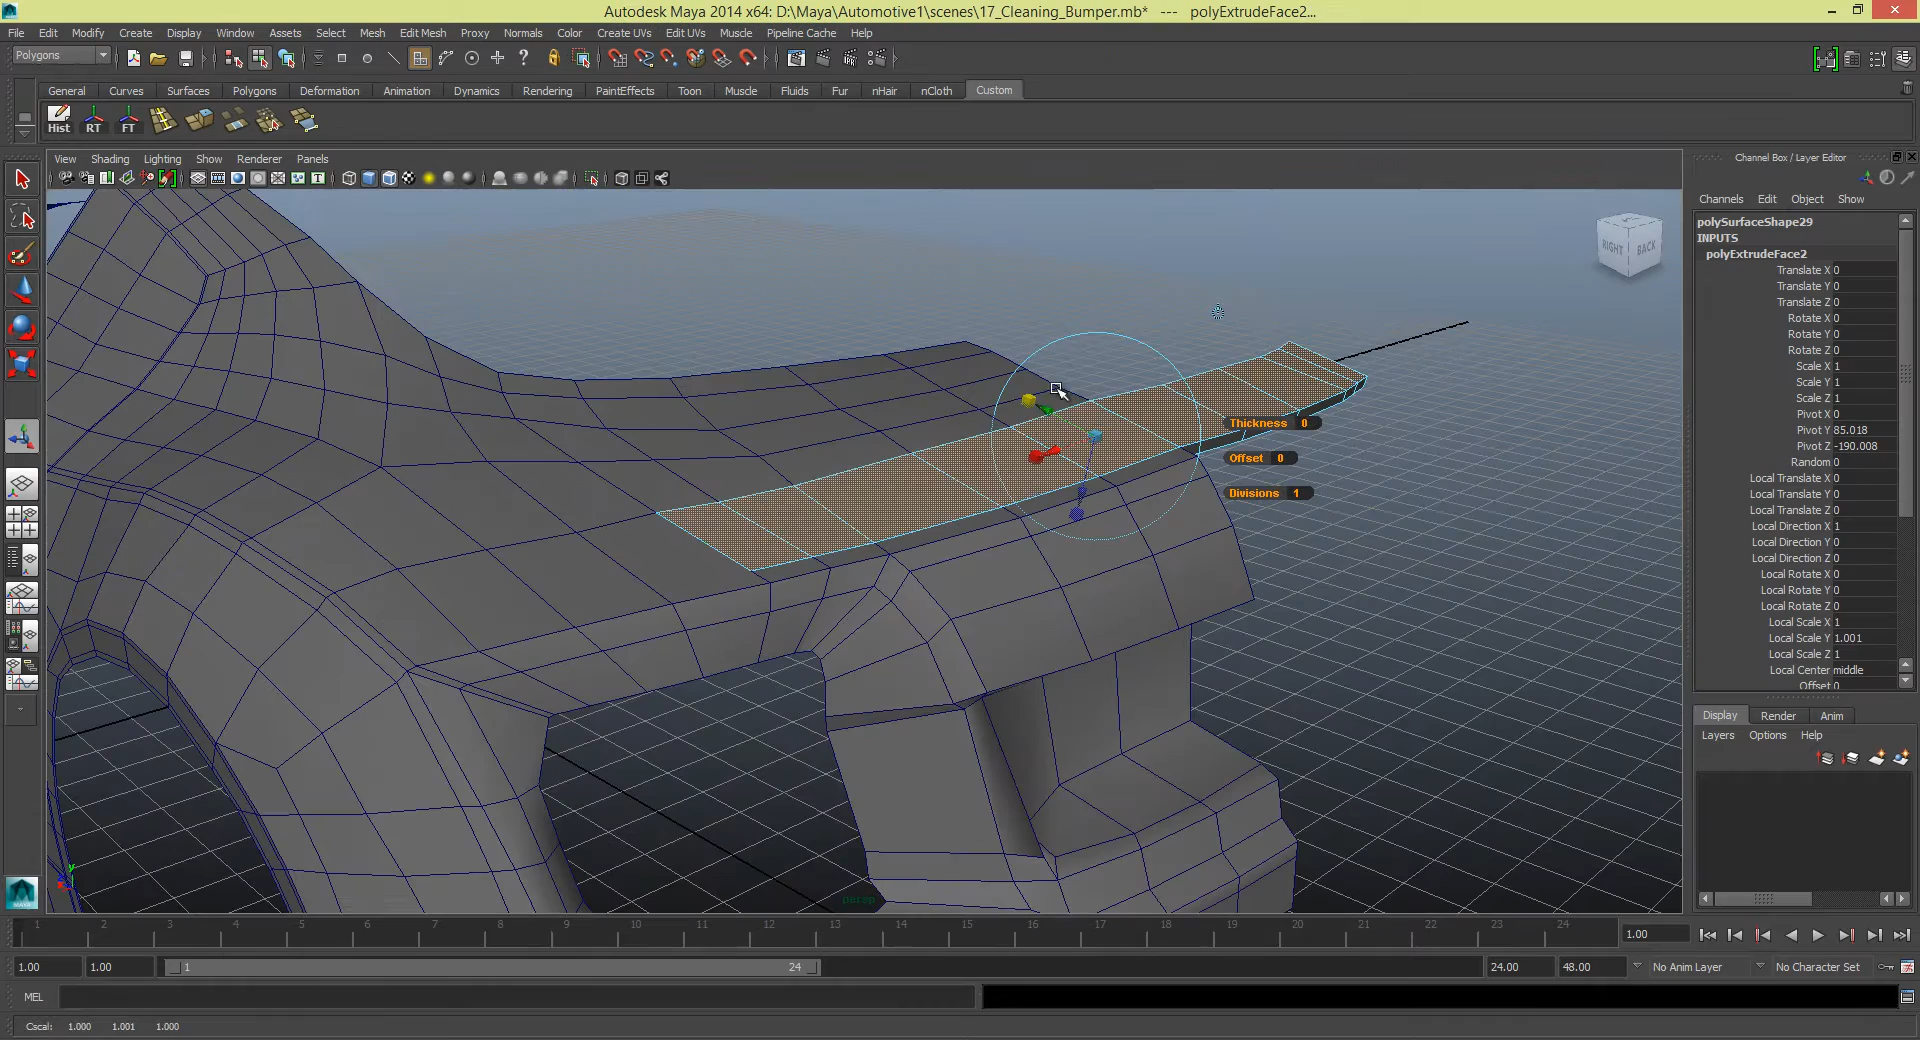 Autodesk Maya 2014 x64: D:\Maya\Automotive1\scenes\17_Cleaning_Bumper.mb* --- polyExtrudeFace2...
File Edit Modify Create Display Window Assets Select Mesh Edit Mesh Proxy Normals Color Create UVs Edit UVs Muscle Pipeline Cache Help
Polygons
General Curves Surfaces Polygons Deformation Animation Dynamics Rendering PaintEffects Toon Muscle Fluids Fur nHair nCloth Custom
Hist RT FT
View Shading Lighting Show Renderer Panels
Channel Box / Layer Editor
Channels Edit Object Show
polySurfaceShape29
INPUTS
polyExtrudeFace2
Translate X 0
Translate Y 0
Translate Z 0
Rotate X 0
Rotate Y 0
Rotate Z 0
Scale X 1
Scale Y 1
Scale Z 1
Pivot X 0
Pivot Y 85.018
Pivot Z -190.008
Random 0
Local Translate X 0
Local Translate Y 0
Local Translate Z 0
Local Direction X 1
Local Direction Y 0
Local Direction Z 0
Local Rotate X 0
Local Rotate Y 0
Local Rotate Z 0
Local Scale X 1
Local Scale Y 1.001
Local Scale Z 1
Local Center middle
Offset 0
RIGHT BACK
Thickness 0
Offset 0
Divisions 1
persp
Display Render Anim
Layers Options Help
1 2 3 4 5 6 7 8 9 10 11 12 13 14 15 16 17 18 19 20 21 22 23 24
1.00
1.00 1.00 1 24 24.00 48.00 No Anim Layer No Character Set
MEL
Cscal: 1.000 1.001 1.000